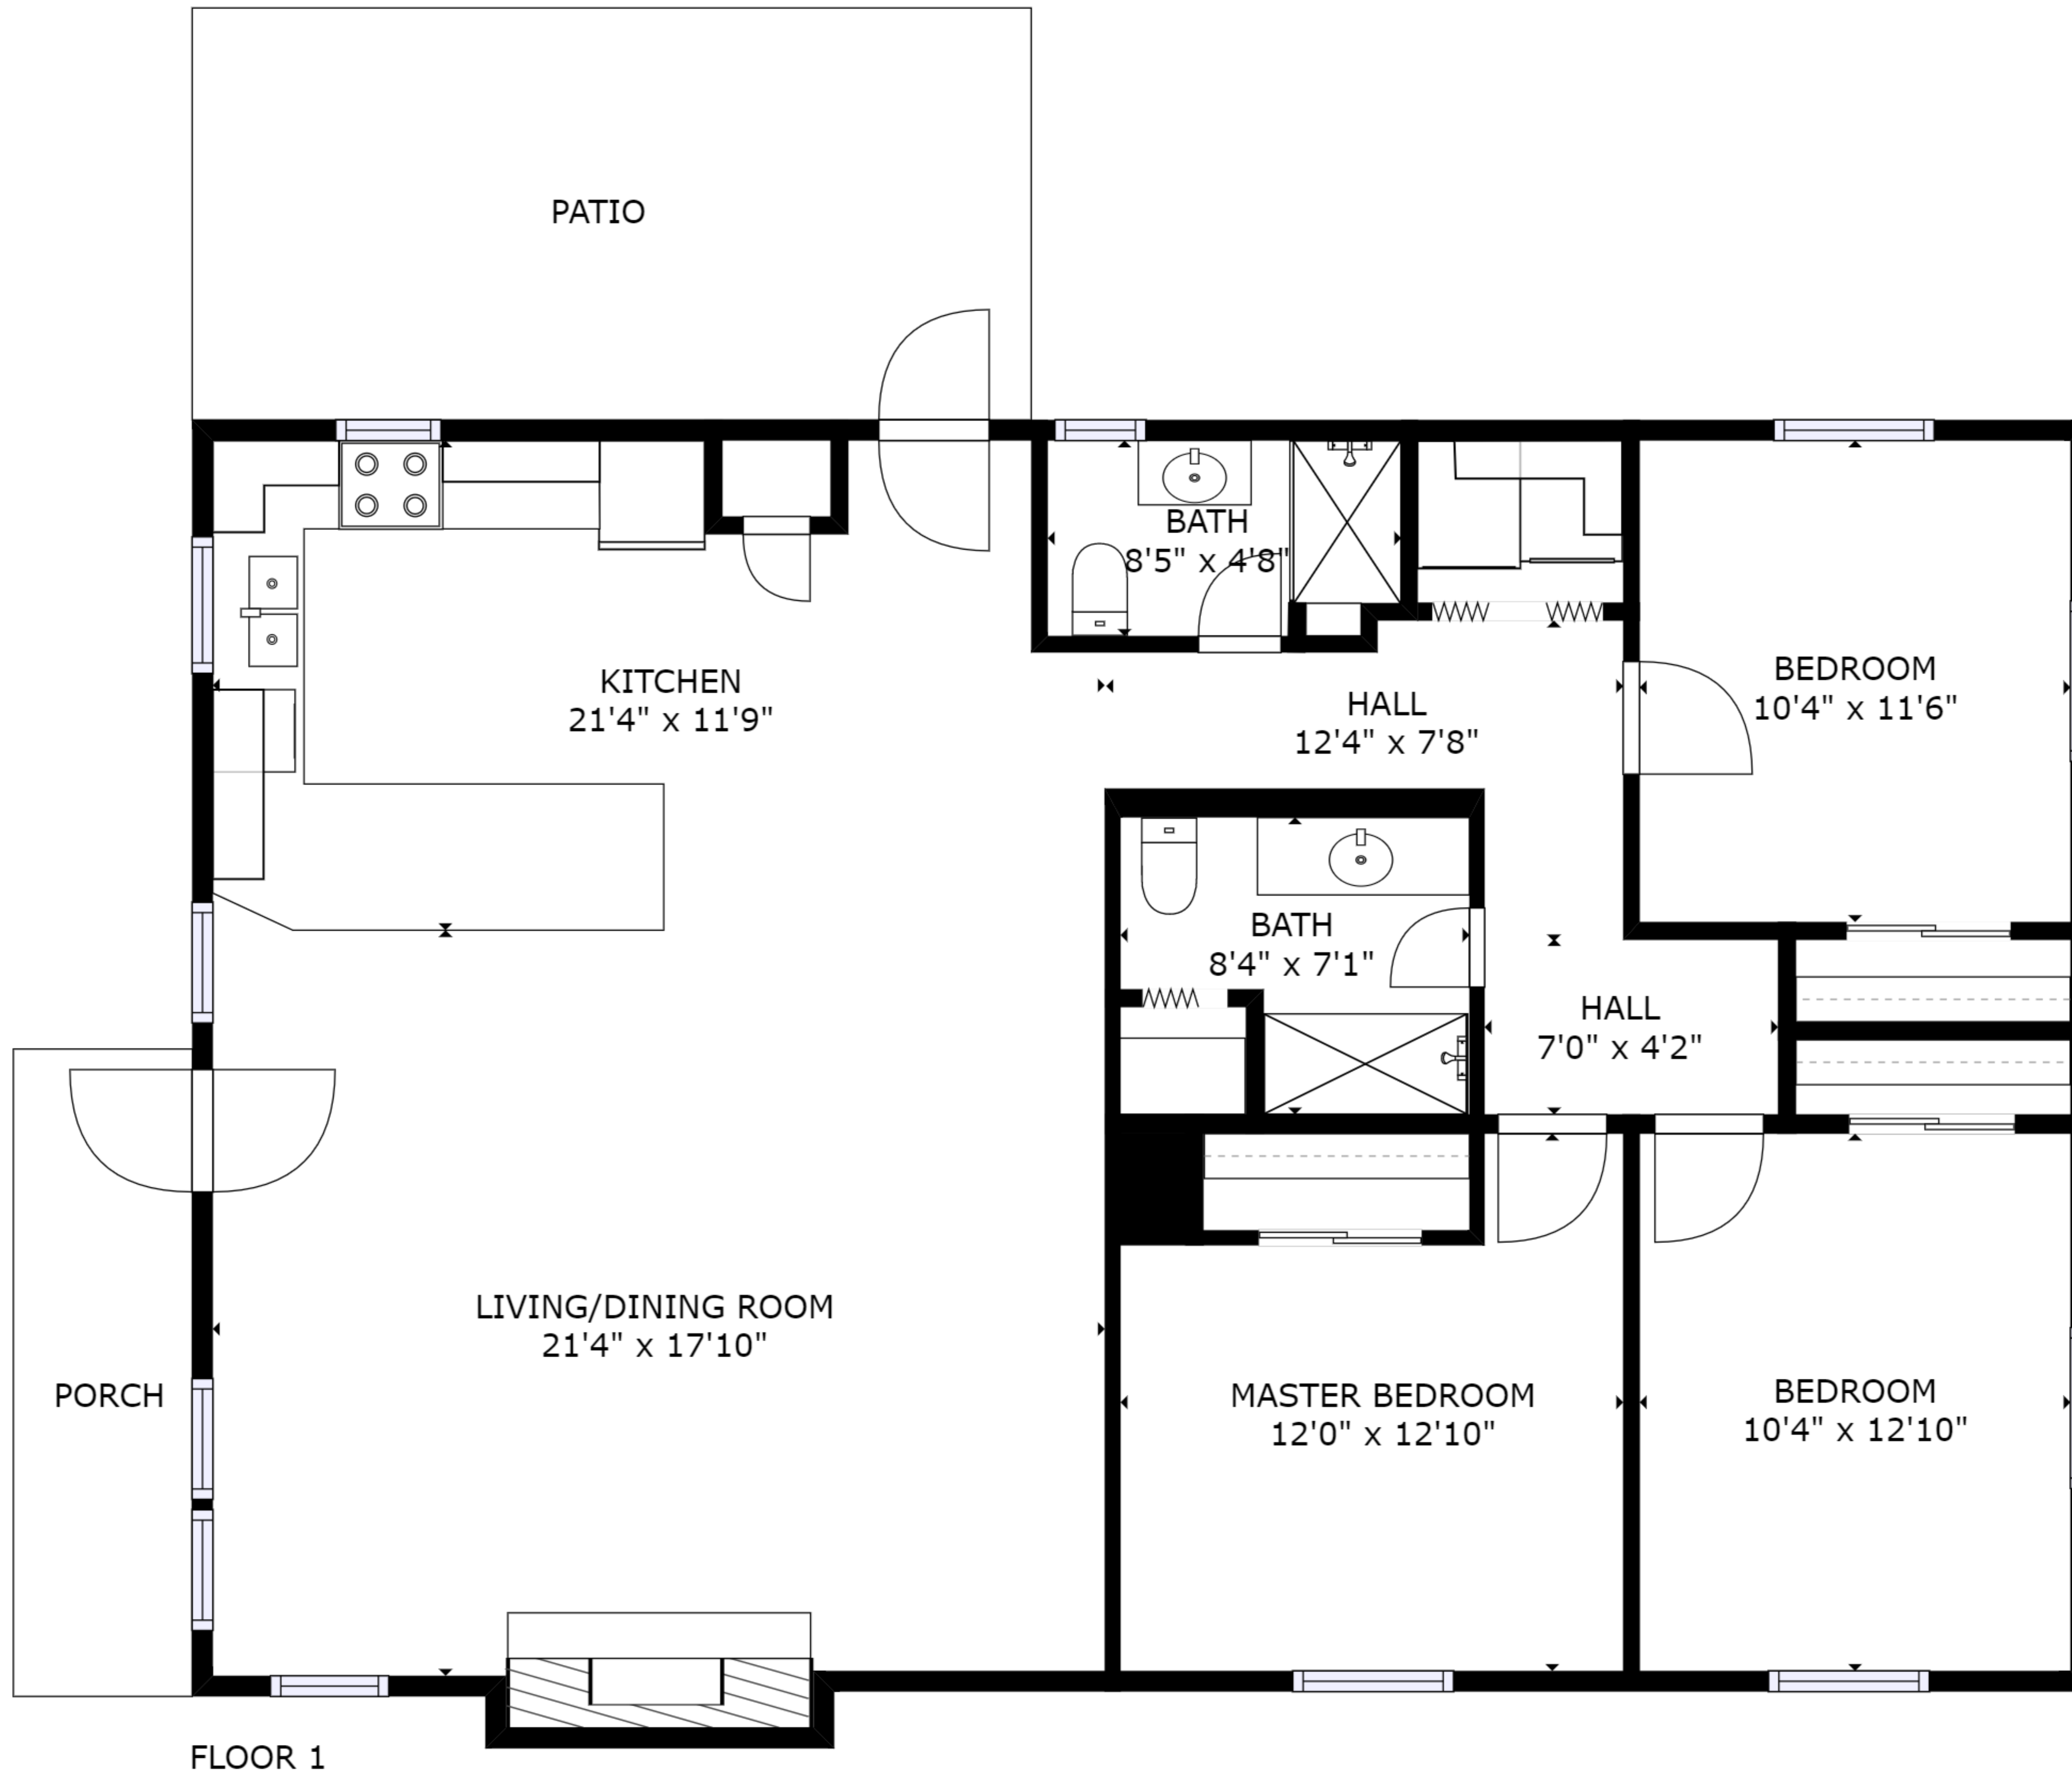 PATIO
BATH
8'5" x 4'8"
KITCHEN
21'4" x 11'9"
HALL
12'4" x 7'8"
BEDROOM
10'4" x 11'6"
BATH
8'4" x 7'1"
HALL
7'0" x 4'2"
LIVING/DINING ROOM
21'4" x 17'10"
PORCH
MASTER BEDROOM
12'0" x 12'10"
BEDROOM
10'4" x 12'10"
FLOOR 1